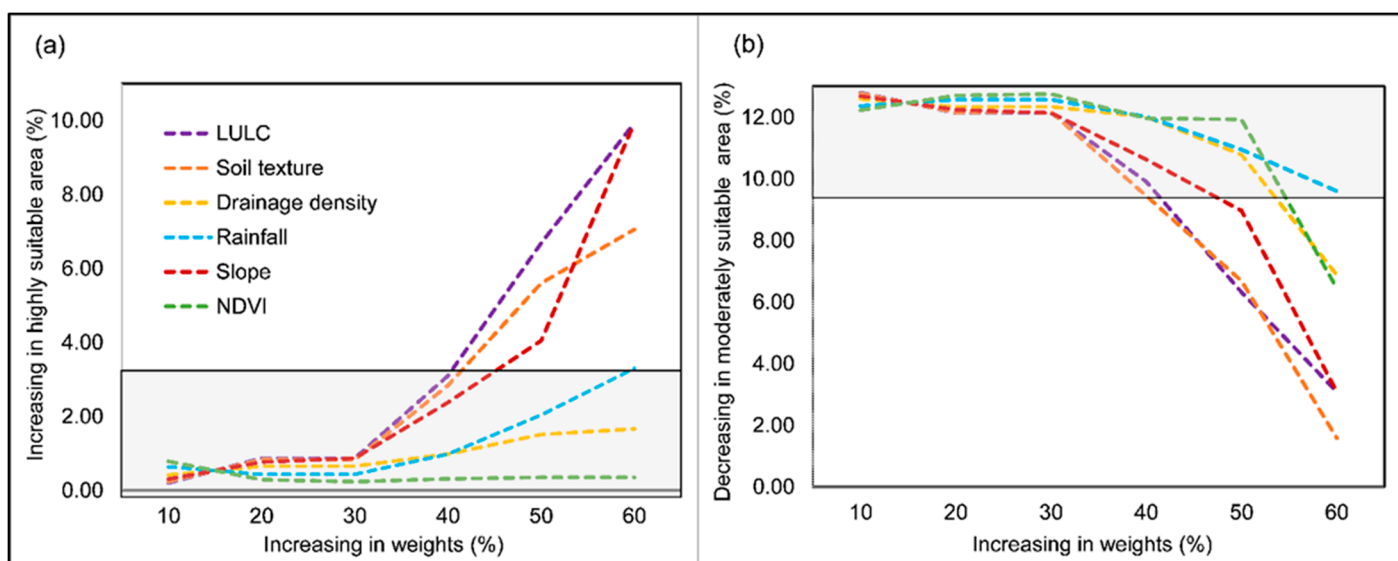 (a)
Increasing in highly suitable area (%)
10.00
8.00
6.00
4.00
2.00
0.00
LULC
Soil texture
Drainage density
Rainfall
Slope
NDVI
10 20 30 40 50 60
Increasing in weights (%)
(b)
Decreasing in moderately suitable area (%)
12.00
10.00
8.00
6.00
4.00
2.00
0.00
10 20 30 40 50 60
Increasing in weights (%)